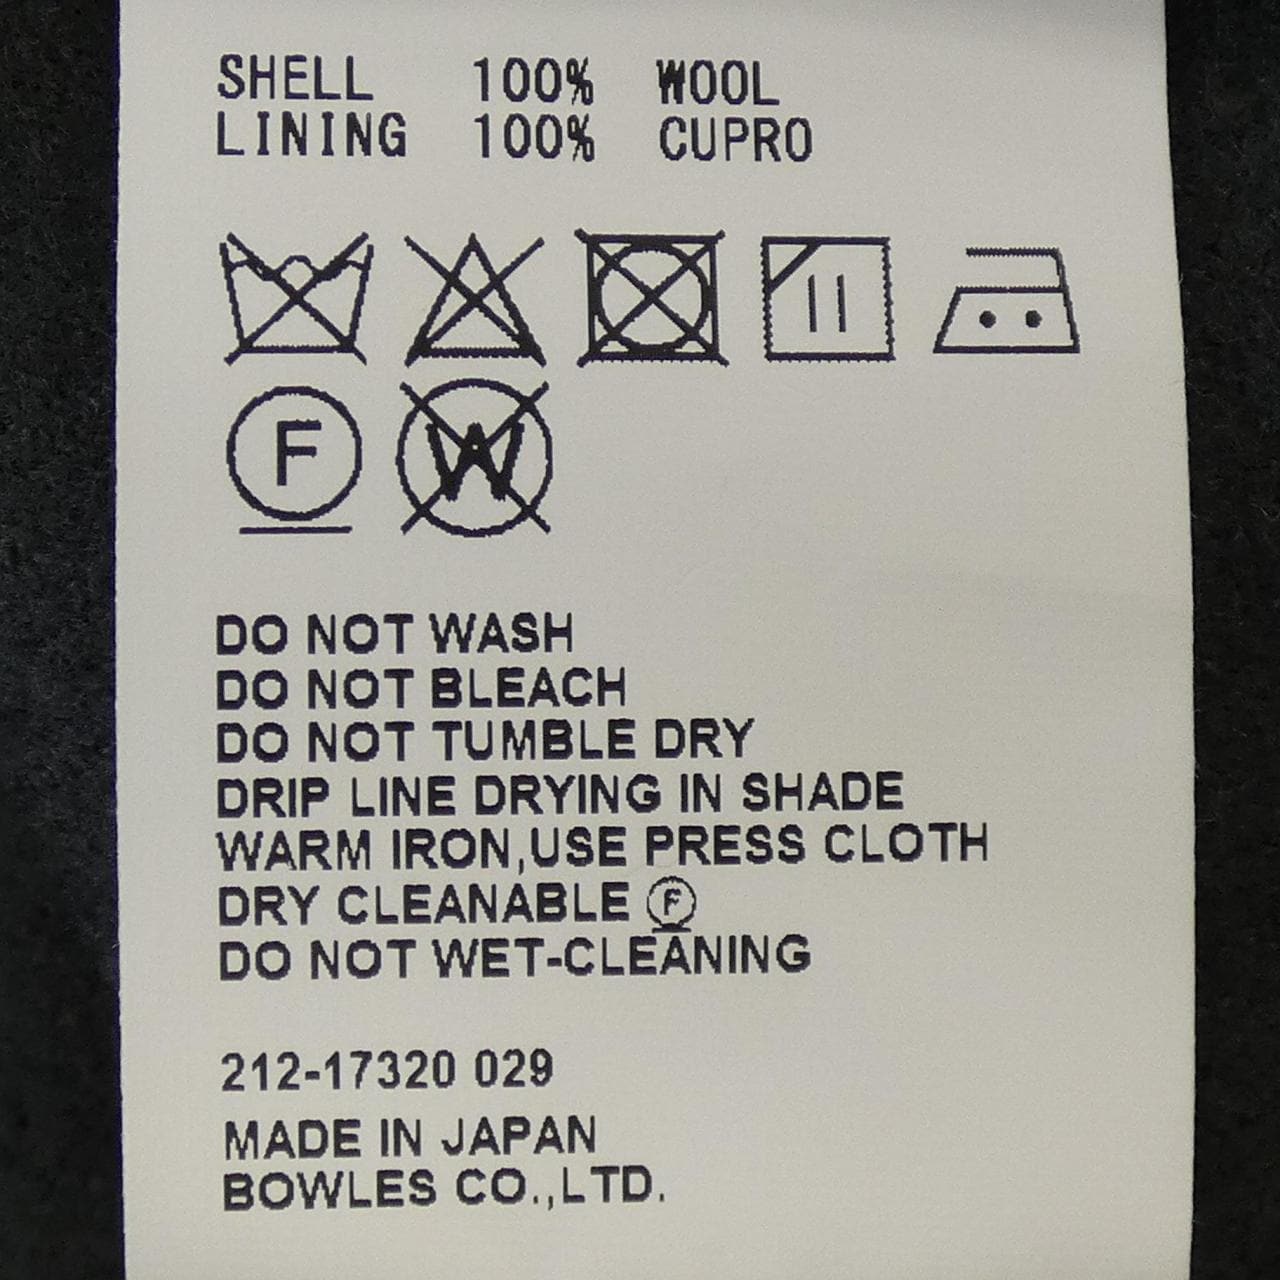 SHELL 100% WOOL
LINING 100% CUPRO
F W
DO NOT WASH
DO NOT BLEACH
DO NOT TUMBLE DRY
DRIP LINE DRYING IN SHADE
WARM IRON,USE PRESS CLOTH
DRY CLEANABLE Ⓕ
DO NOT WET-CLEANING
212-17320 029
MADE IN JAPAN
BOWLES CO.,LTD.